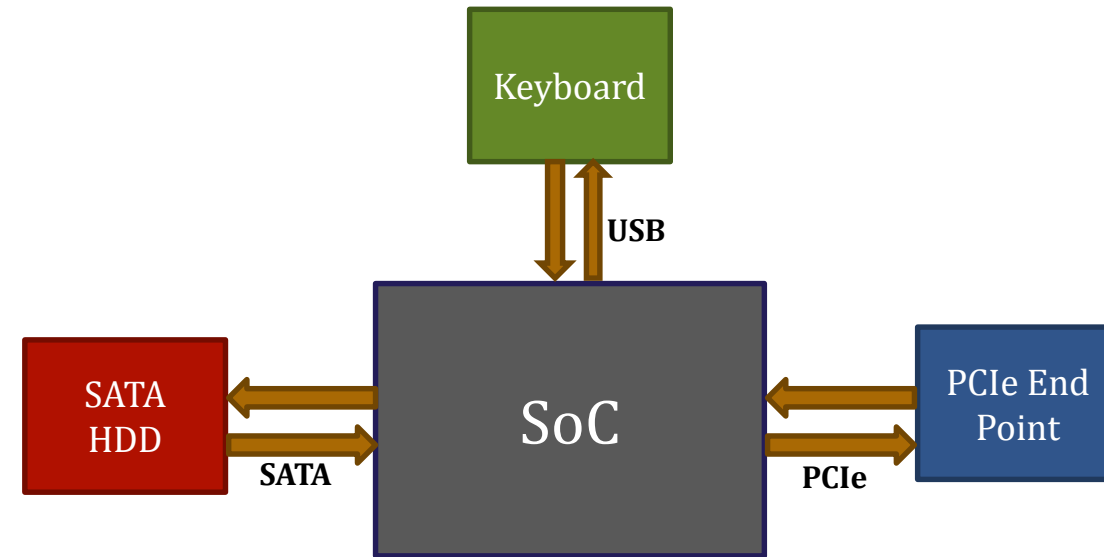 Keyboard
USB
SATA
HDD
SoC
PCIe End
Point
SATA
PCIe